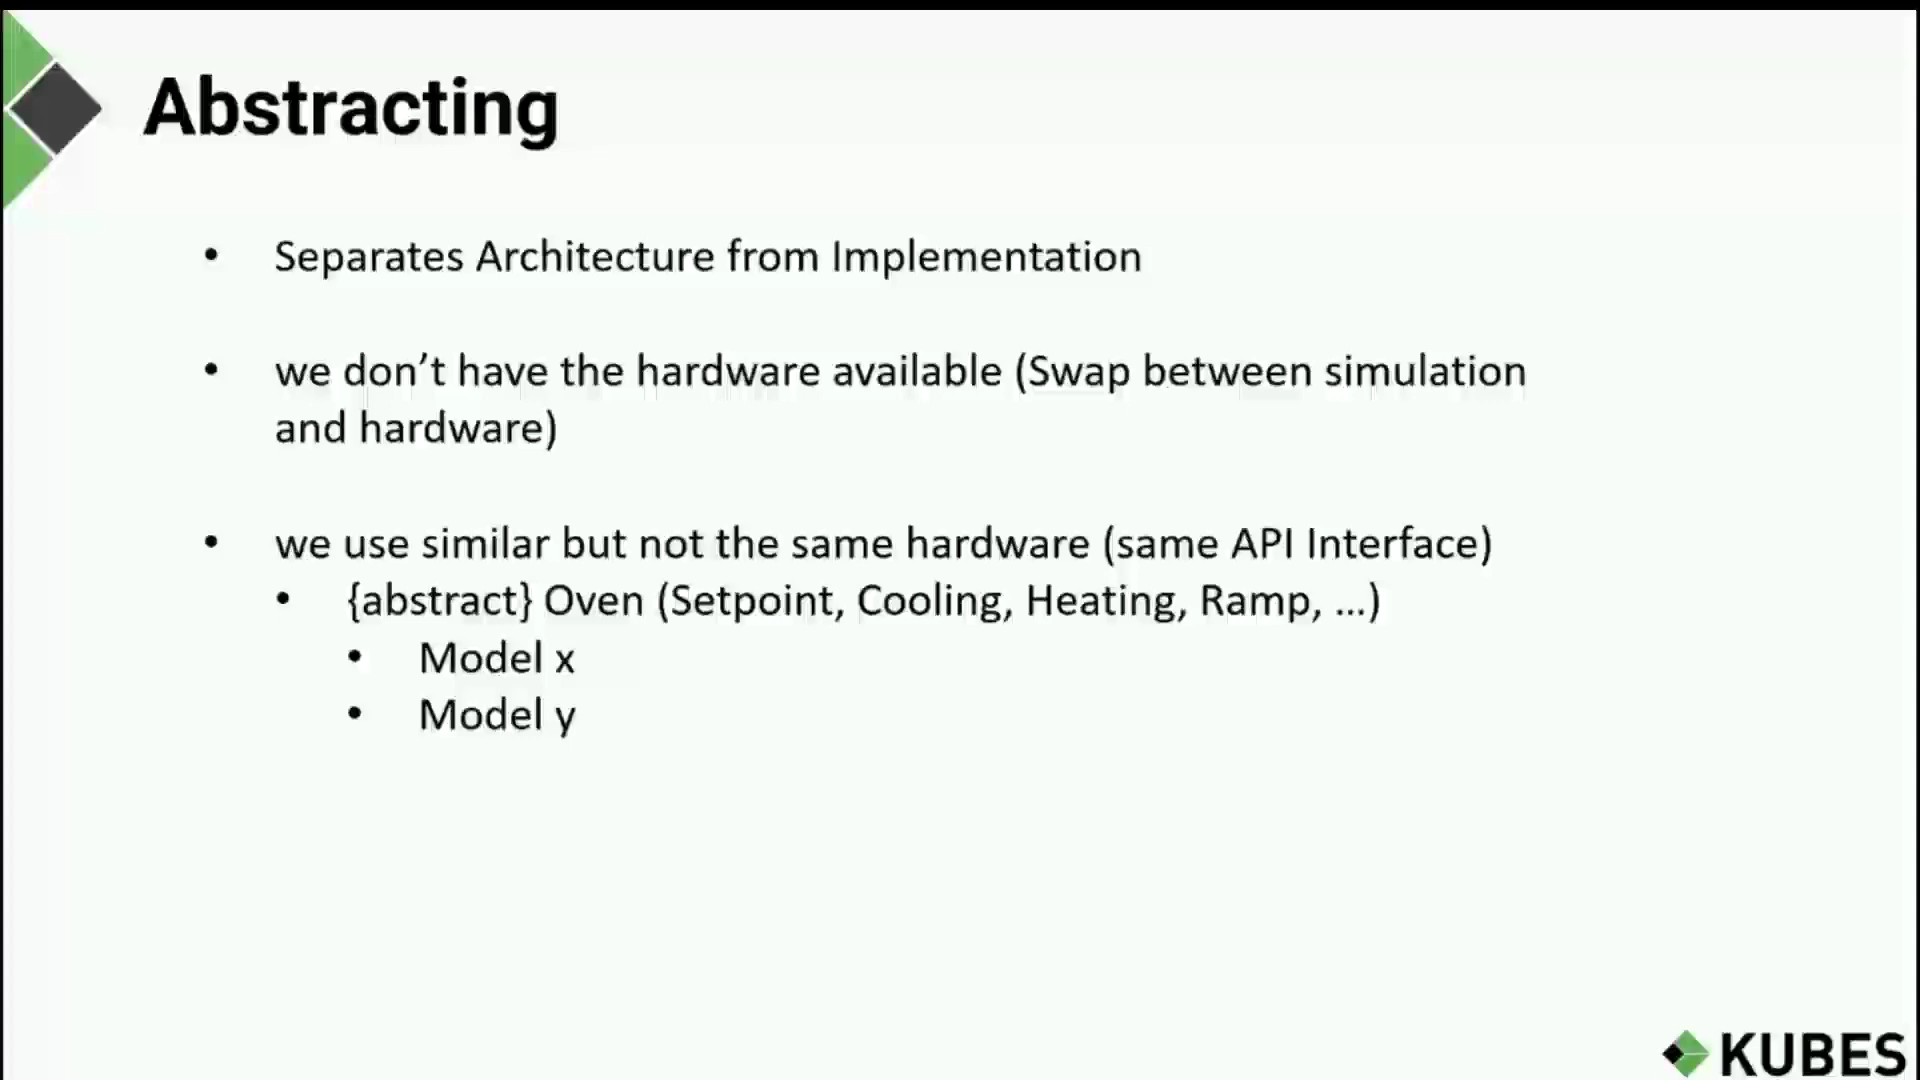 Abstracting
• Separates Architecture from Implementation
• we don’t have the hardware available (Swap between simulation
and hardware)
• we use similar but not the same hardware (same API Interface)
• {abstract} Oven (Setpoint, Cooling, Heating, Ramp, ...)
• Model x
• Model y
KUBES